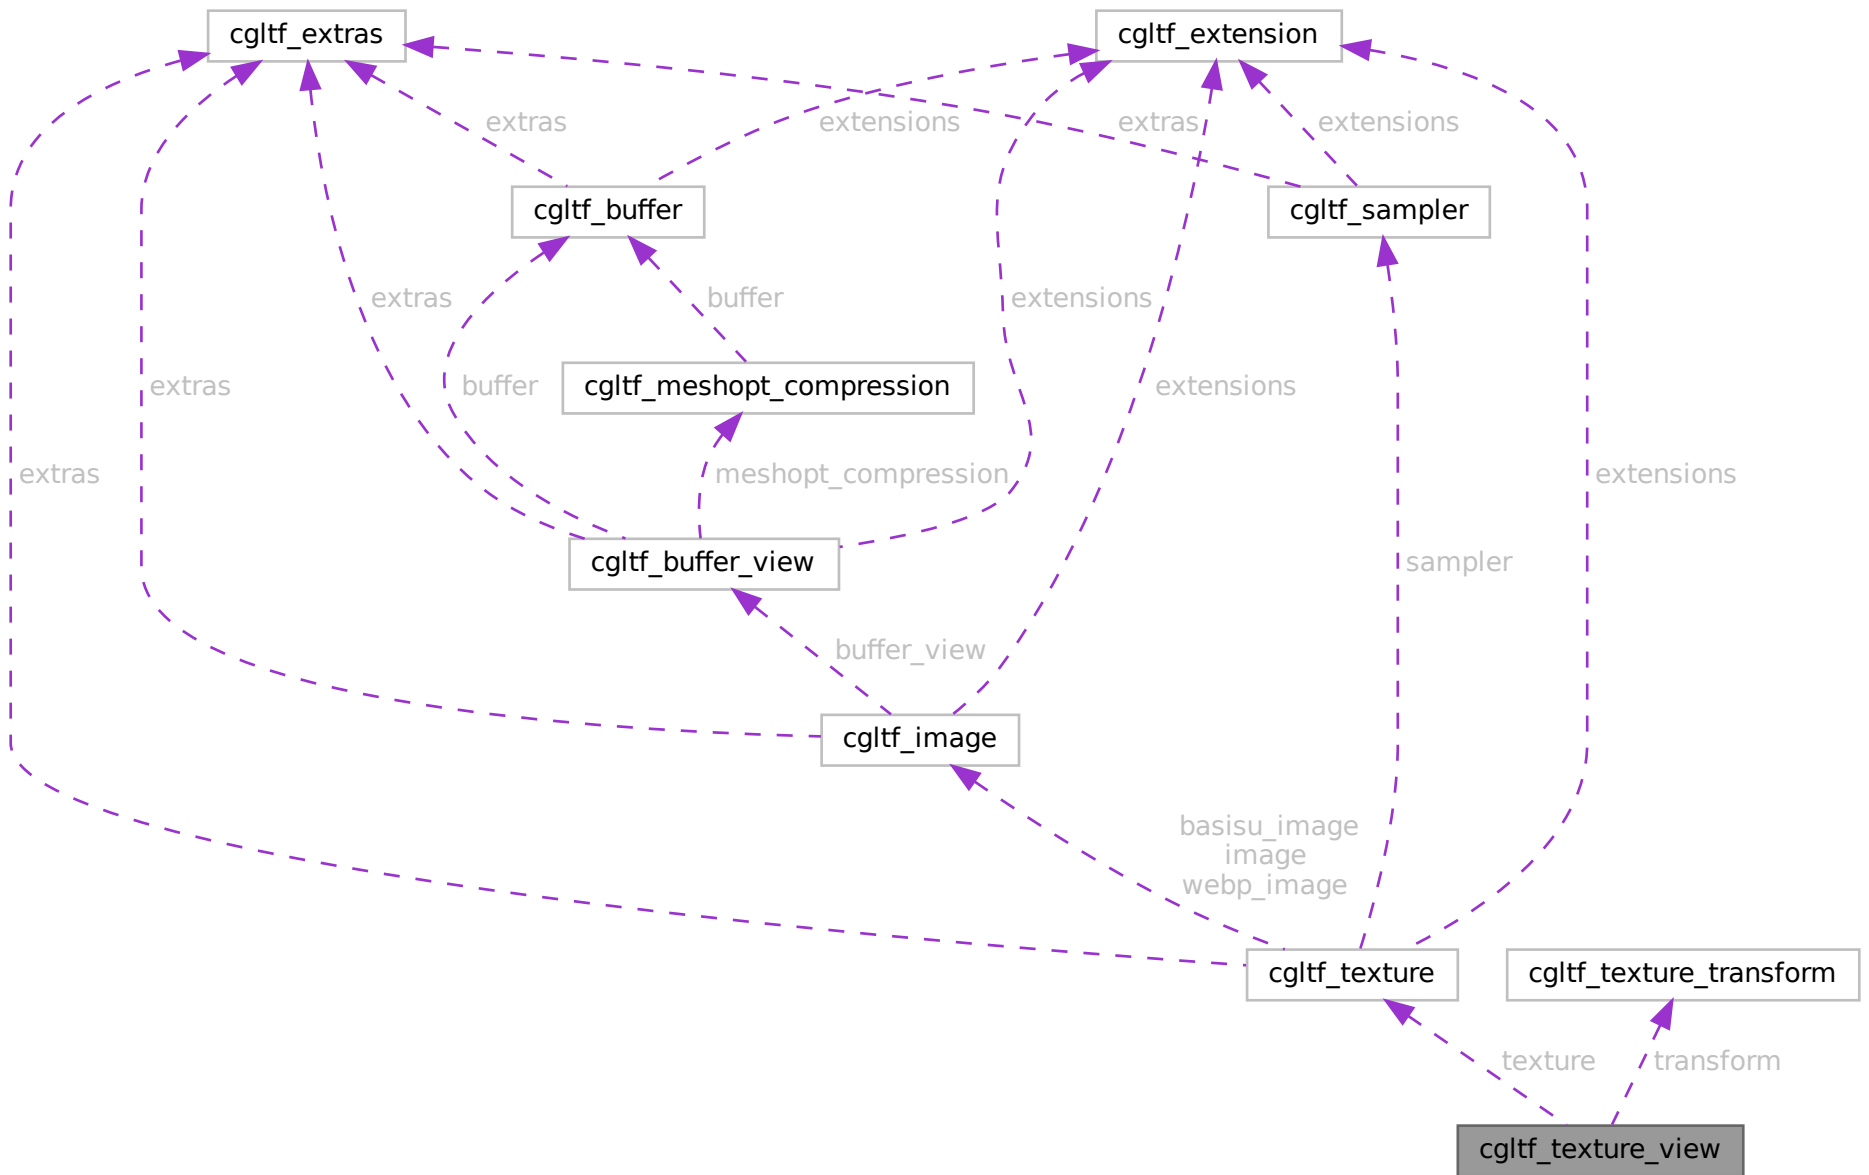 cgltf_extras
cgltf_extension
extras
extensions
extras
extensions
cgltf_buffer
cgltf_sampler
extras
buffer
extensions
extras
buffer
cgltf_meshopt_compression
extensions
extras
meshopt_compression
extensions
cgltf_buffer_view
sampler
buffer_view
cgltf_image
basisu_image
image
webp_image
cgltf_texture
cgltf_texture_transform
texture
transform
cgltf_texture_view